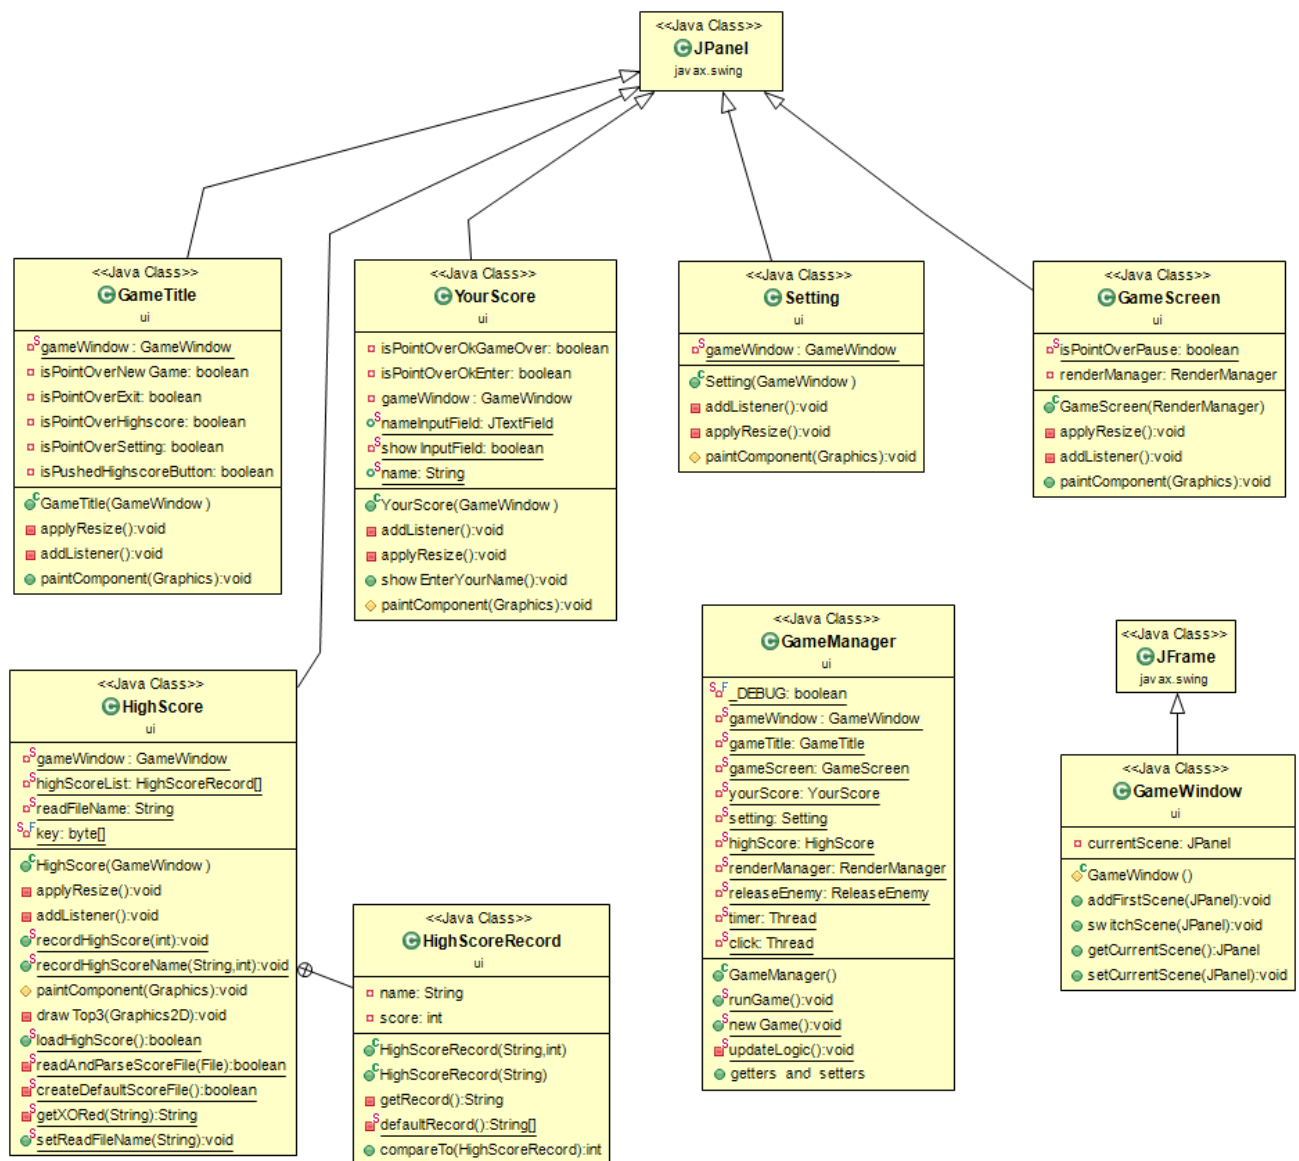 <<Java Class>>
JPanel
javax.swing
<<Java Class>>
GameTitle
ui
gameWindow : GameWindow
isPointOverNew Game: boolean
isPointOverExit: boolean
isPointOverHighscore: boolean
isPointOverSetting: boolean
isPushedHighscoreButton: boolean
GameTitle(GameWindow )
applyResize():void
addListener():void
paintComponent(Graphics):void
<<Java Class>>
YourScore
ui
isPointOverOkGameOver: boolean
isPointOverOkEnter: boolean
gameWindow : GameWindow
nameInputField: JTextField
show InputField: boolean
name: String
YourScore(GameWindow )
addListener():void
applyResize():void
show EnterYourName():void
paintComponent(Graphics):void
<<Java Class>>
Setting
ui
gameWindow : GameWindow
Setting(GameWindow )
addListener():void
applyResize():void
paintComponent(Graphics):void
<<Java Class>>
GameScreen
ui
isPointOverPause: boolean
renderManager: RenderManager
GameScreen(RenderManager)
applyResize():void
addListener():void
paintComponent(Graphics):void
<<Java Class>>
HighScore
ui
gameWindow : GameWindow
highScoreList: HighScoreRecord[]
readFileName: String
key: byte[]
HighScore(GameWindow )
applyResize():void
addListener():void
recordHighScore(int):void
recordHighScoreName(String,int):void
paintComponent(Graphics):void
draw Top3(Graphics2D):void
loadHighScore():boolean
readAndParseScoreFile(File):boolean
createDefaultScoreFile():boolean
getXORed(String):String
setReadFileName(String):void
<<Java Class>>
HighScoreRecord
ui
name: String
score: int
HighScoreRecord(String,int)
HighScoreRecord(String)
getRecord():String
defaultRecord():String[]
compareTo(HighScoreRecord):int
<<Java Class>>
GameManager
ui
_DEBUG: boolean
gameWindow : GameWindow
gameTitle: GameTitle
gameScreen: GameScreen
yourScore: YourScore
setting: Setting
highScore: HighScore
renderManager: RenderManager
releaseEnemy: ReleaseEnemy
timer: Thread
click: Thread
GameManager()
runGame():void
new Game():void
updateLogic():void
getters and setters
<<Java Class>>
JFrame
javax.swing
<<Java Class>>
GameWindow
ui
currentScene: JPanel
GameWindow ()
addFirstScene(JPanel):void
switchScene(JPanel):void
getCurrentScene():JPanel
setCurrentScene(JPanel):void